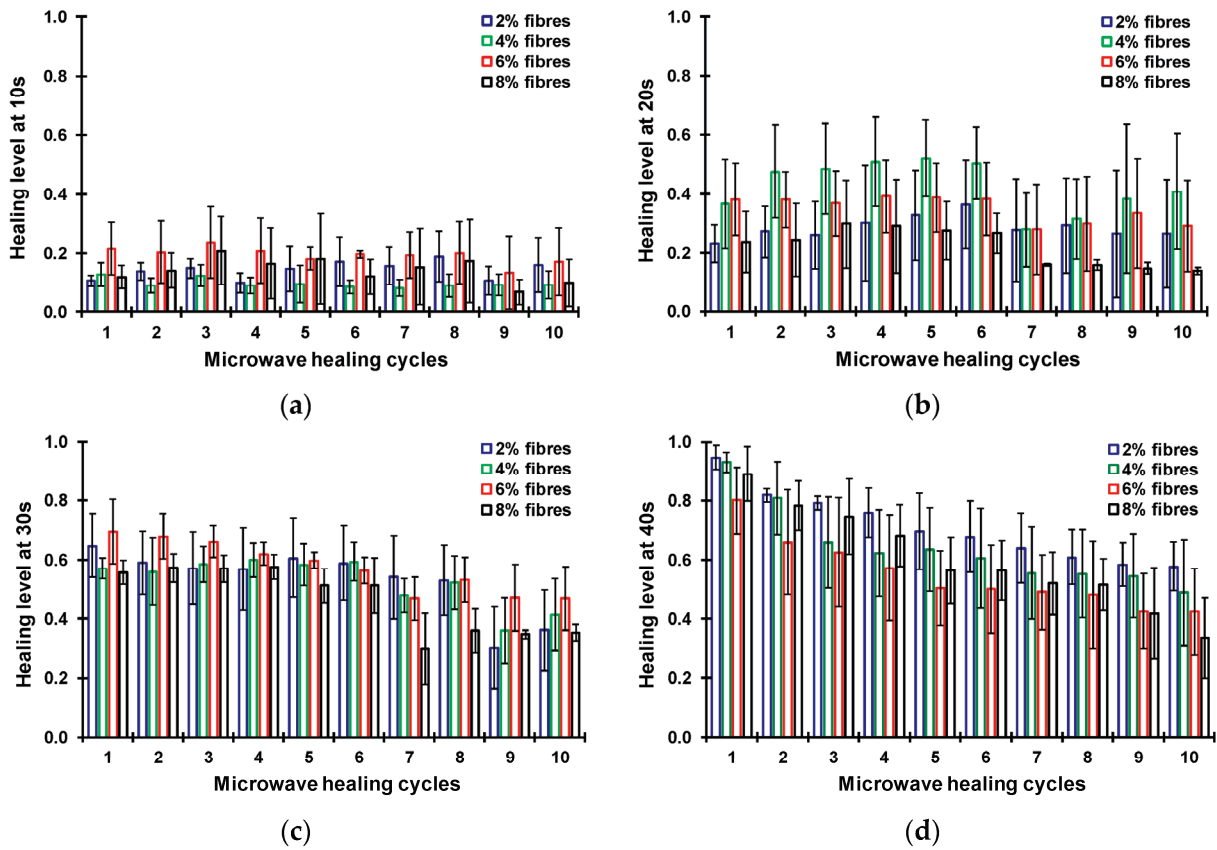 Healing level at 10s
1.0
0.8
0.6
0.4
0.2
0.0
2% fibres
4% fibres
6% fibres
8% fibres
1 2 3 4 5 6 7 8 9 10
Microwave healing cycles
(a)
Healing level at 20s
1.0
0.8
0.6
0.4
0.2
0.0
2% fibres
4% fibres
6% fibres
8% fibres
1 2 3 4 5 6 7 8 9 10
Microwave healing cycles
(b)
Healing level at 30s
1.0
0.8
0.6
0.4
0.2
0.0
2% fibres
4% fibres
6% fibres
8% fibres
1 2 3 4 5 6 7 8 9 10
Microwave healing cycles
(c)
Healing level at 40s
1.0
0.8
0.6
0.4
0.2
0.0
2% fibres
4% fibres
6% fibres
8% fibres
1 2 3 4 5 6 7 8 9 10
Microwave healing cycles
(d)